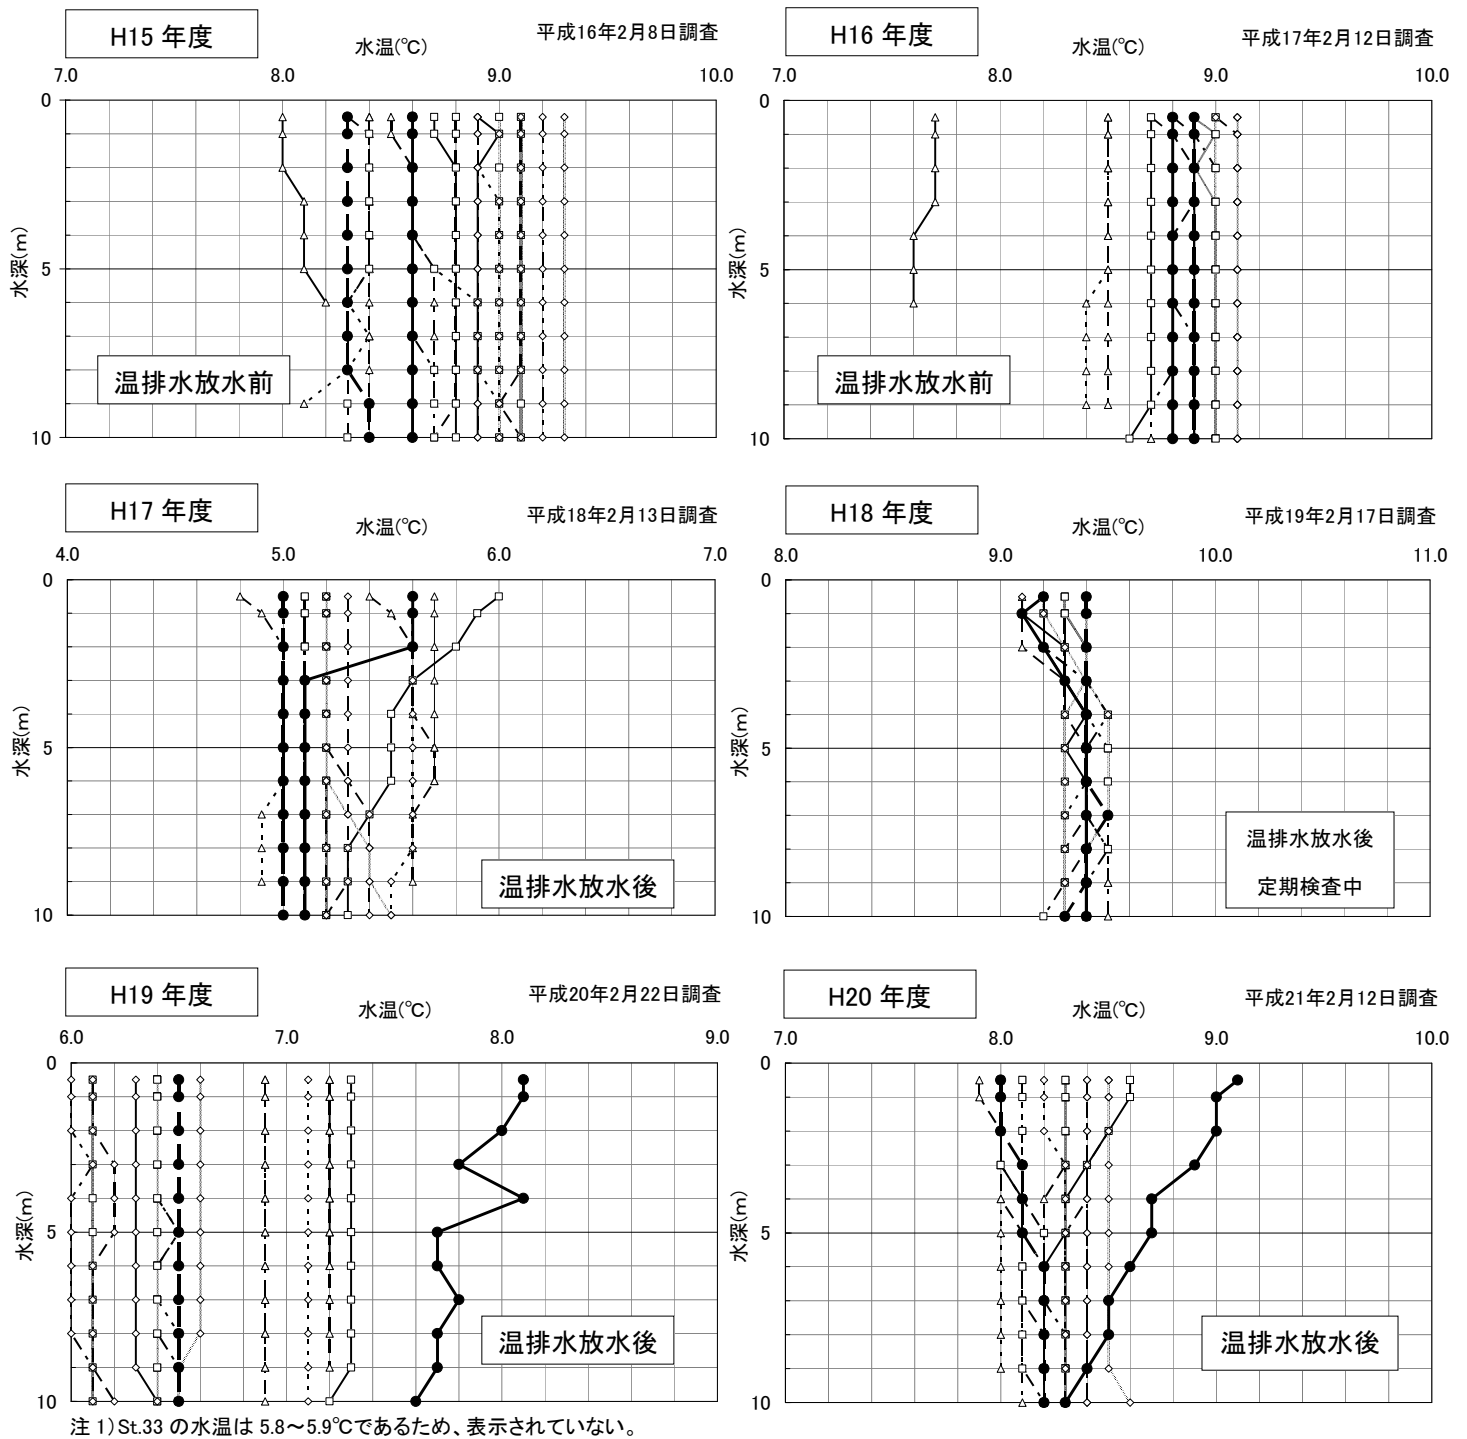 H15 年度
水温(℃)
平成16年2月8日調査
7.0 8.0 9.0 10.0
0
5
10
水深(m)
温排水放水前
H16 年度
水温(℃)
平成17年2月12日調査
7.0 8.0 9.0 10.0
0
5
10
水深(m)
温排水放水前
H17 年度
水温(℃)
平成18年2月13日調査
4.0 5.0 6.0 7.0
0
5
10
水深(m)
温排水放水後
H18 年度
水温(℃)
平成19年2月17日調査
8.0 9.0 10.0 11.0
0
5
10
水深(m)
温排水放水後
定期検査中
H19 年度
水温(℃)
平成20年2月22日調査
6.0 7.0 8.0 9.0
0
5
10
水深(m)
温排水放水後
H20 年度
水温(℃)
平成21年2月12日調査
7.0 8.0 9.0 10.0
0
5
10
水深(m)
温排水放水後
注 1)St.33 の水温は 5.8～5.9℃であるため、表示されていない。